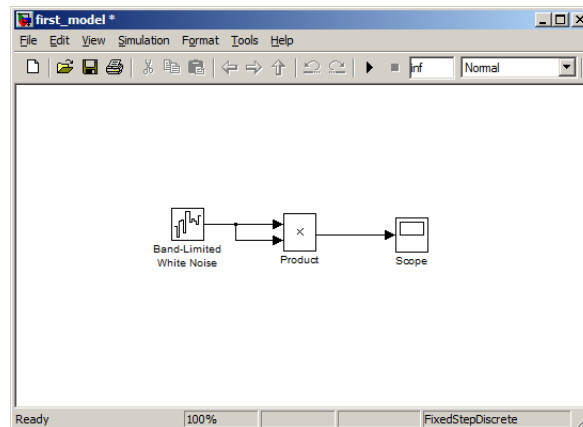 first_model *
File Edit View Simulation Format Tools Help
inf Normal
Band-Limited
White Noise
×
Product
Scope
Ready 100% FixedStepDiscrete